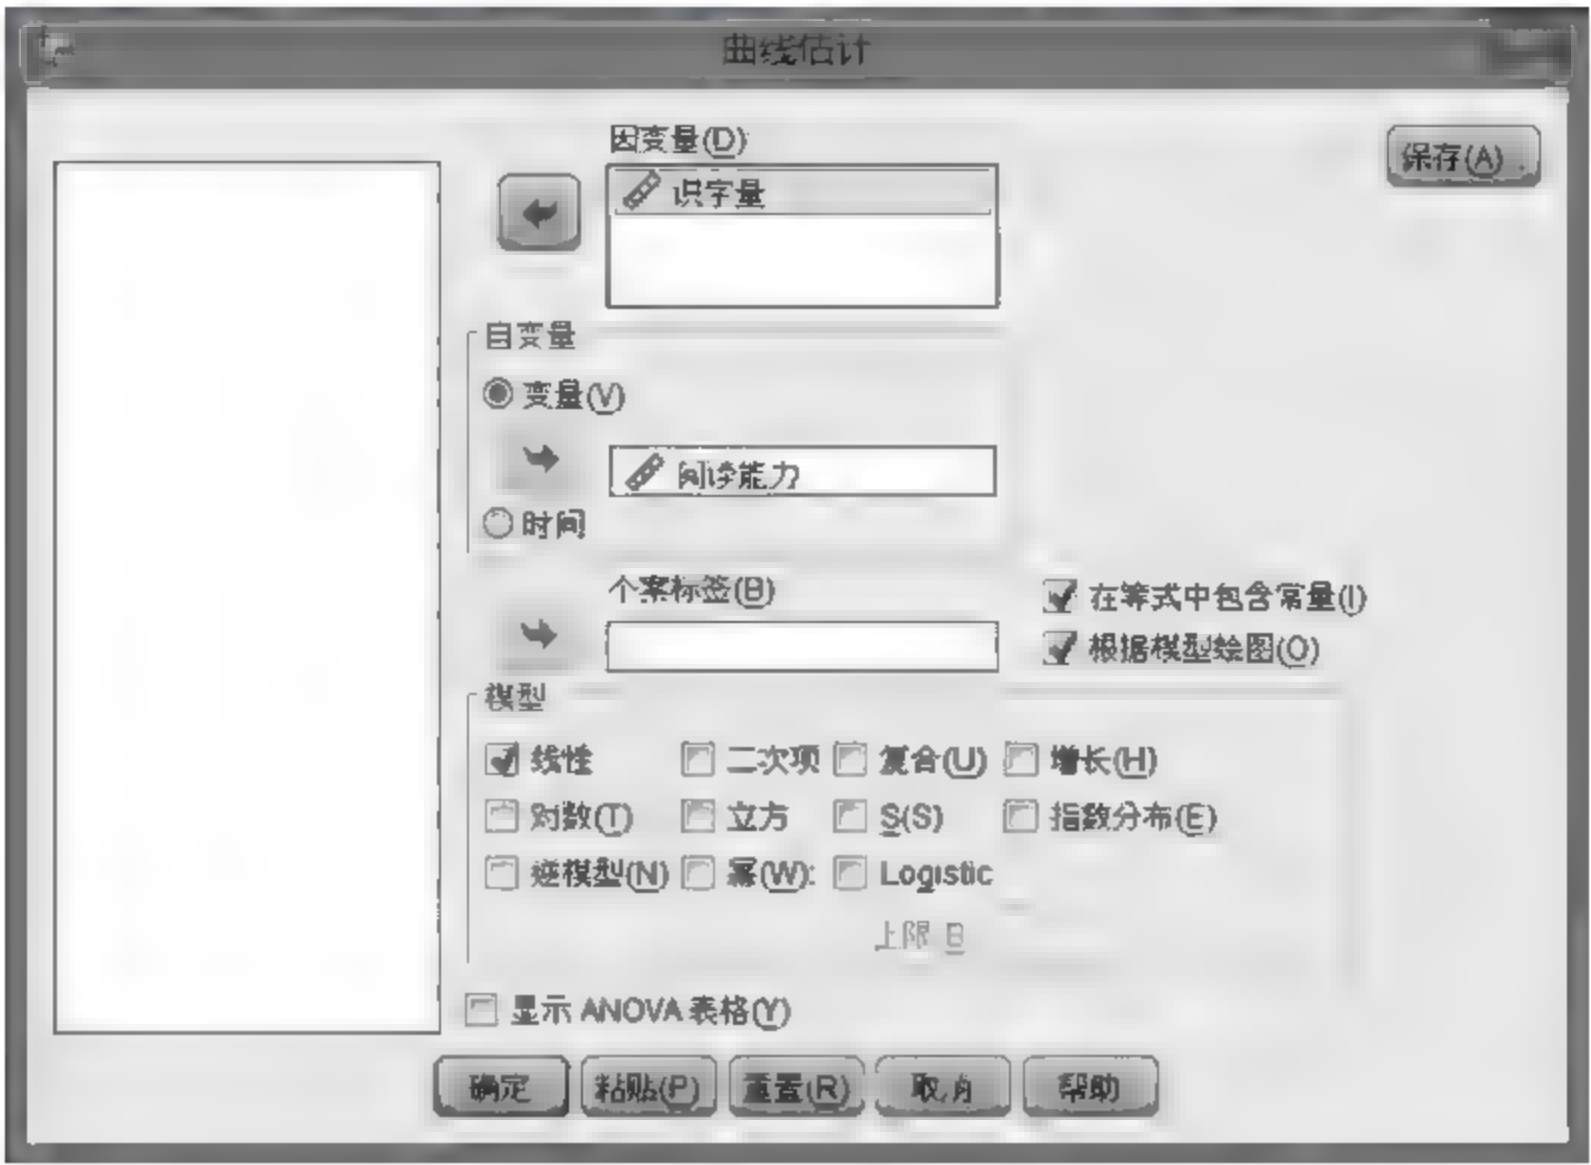 曲线估计
因变量(D)
保存(A)
识字量
自变量
变量(V)
阅读能力
时间
个案标签(B)
在等式中包含常量(I)
根据模型绘图(O)
模型
线性 二次项 复合(U) 增长(H)
对数(T) 立方 S(S) 指数分布(E)
逆模型(N) 幂(W): Logistic
上限 B
显示 ANOVA 表格(Y)
确定 粘贴(P) 重置(R) 取消 帮助